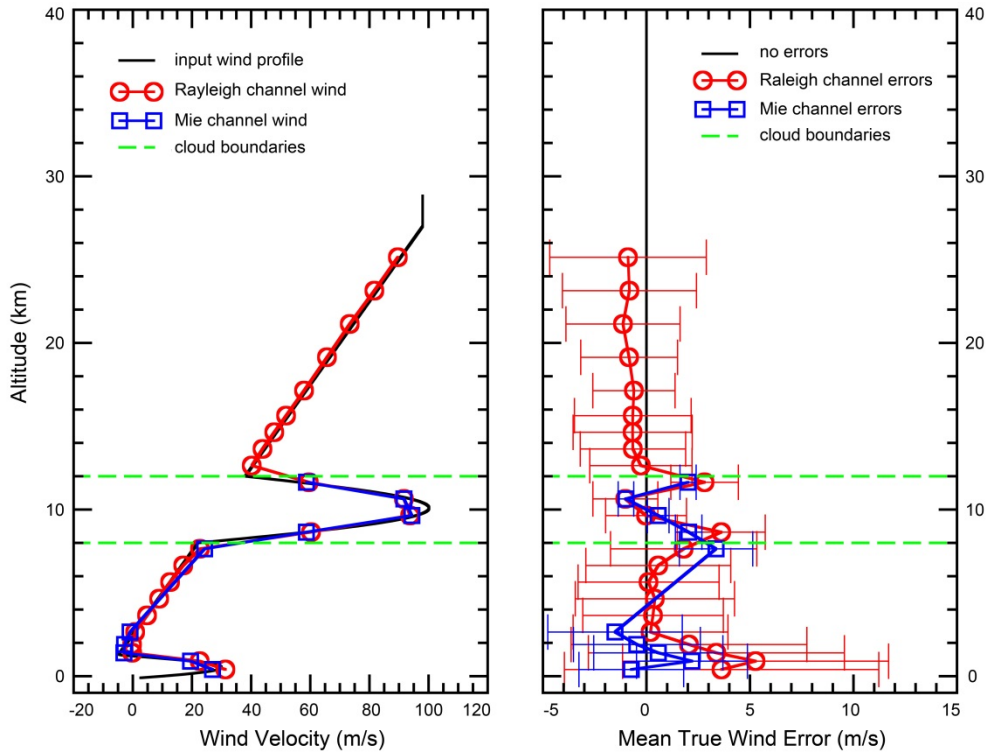 40
30
20
10
0
Altitude (km)
input wind profile
Rayleigh channel wind
Mie channel wind
cloud boundaries
-20 0 20 40 60 80 100 120
Wind Velocity (m/s)
no errors
Raleigh channel errors
Mie channel errors
cloud boundaries
40
30
20
10
0
-5 0 5 10 15
Mean True Wind Error (m/s)